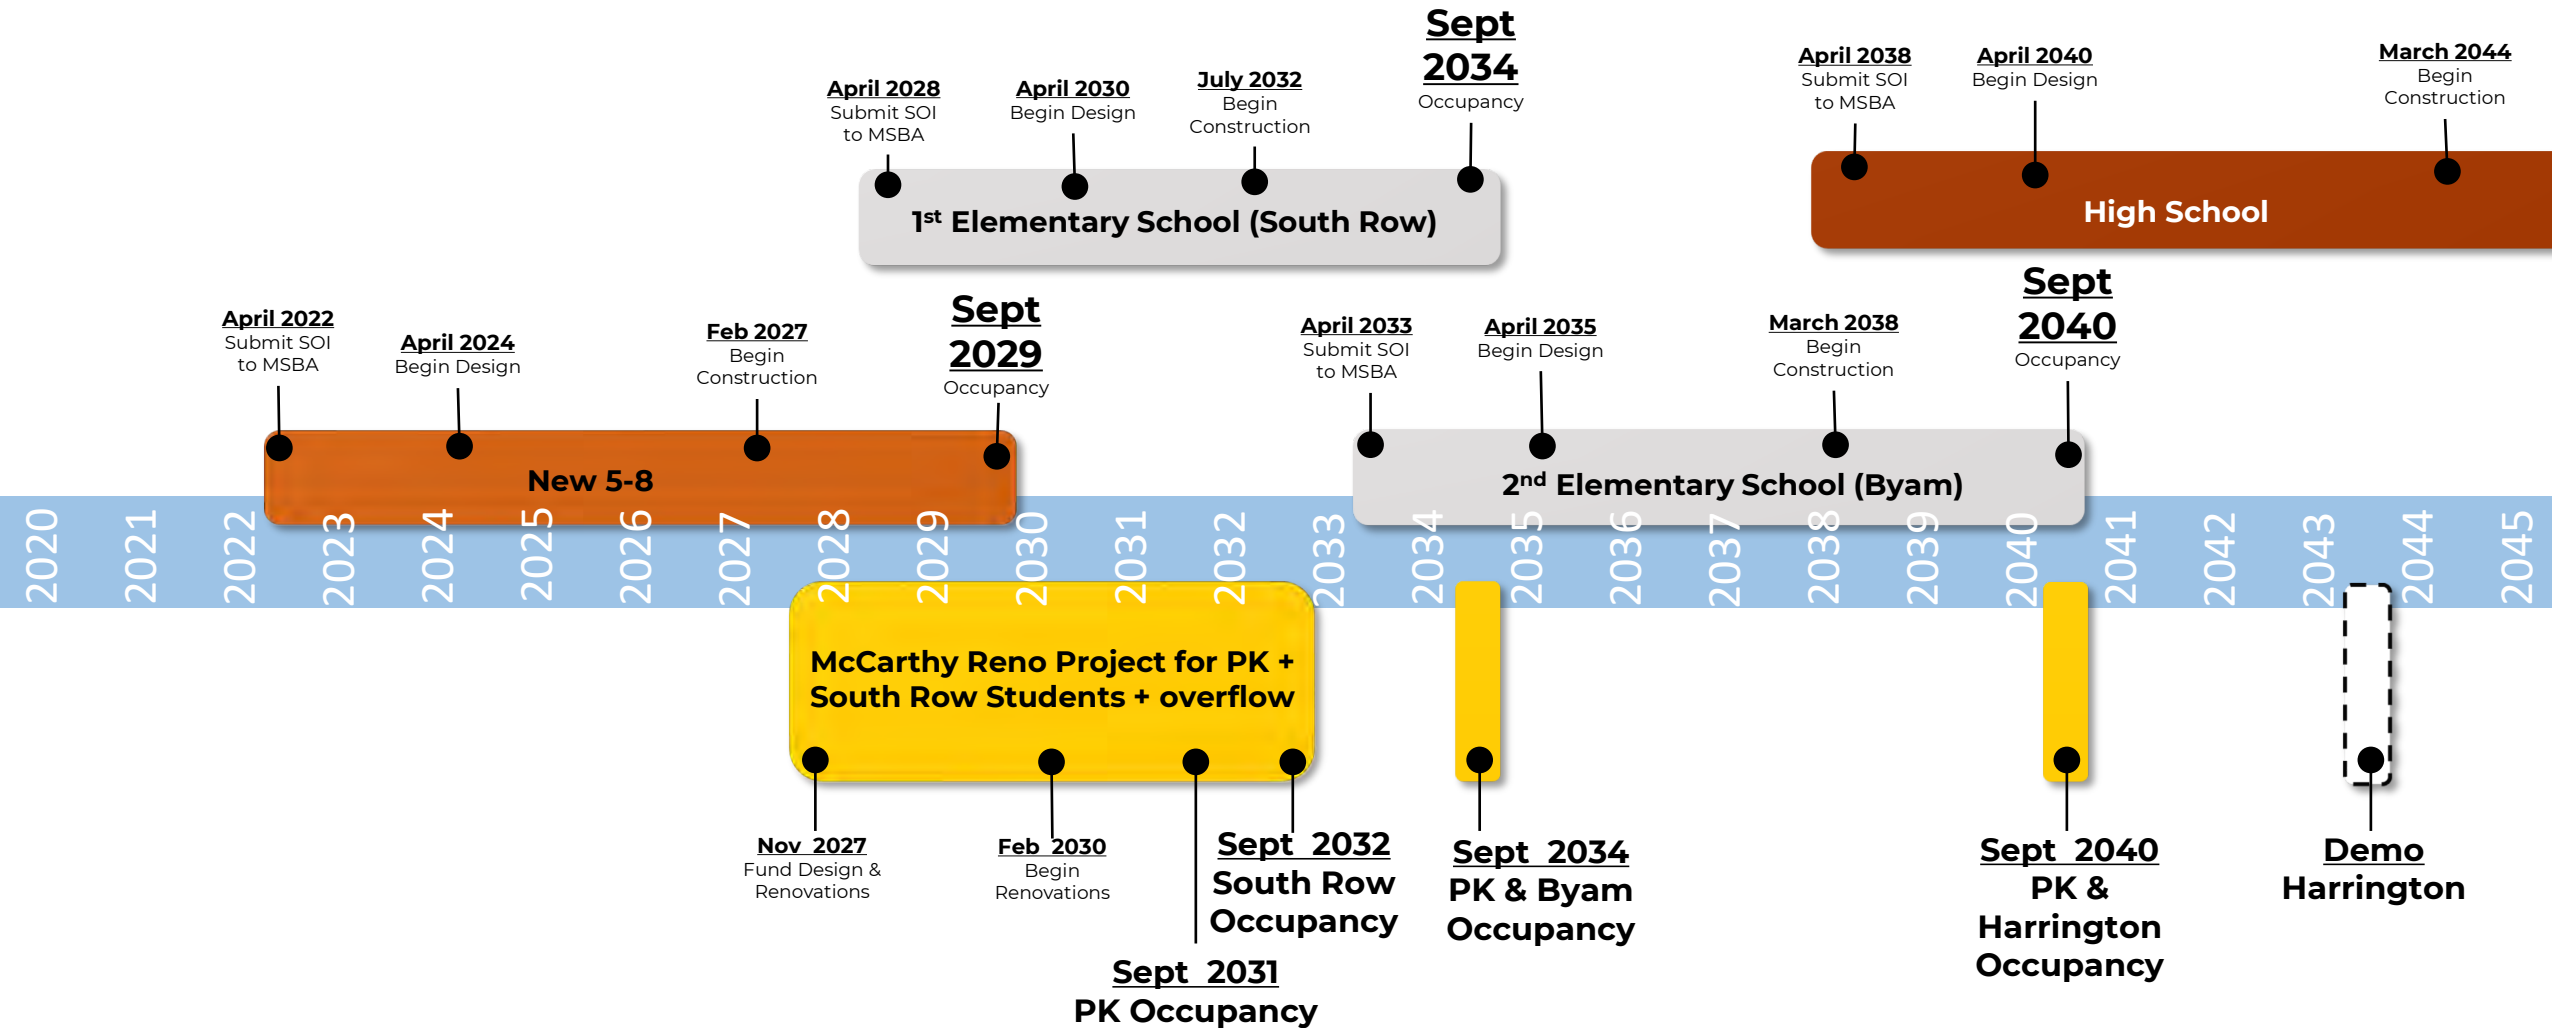 Sept
2034
Occupancy
April 2028
Submit SOI
to MSBA
April 2030
Begin Design
July 2032
Begin
Construction
April 2038
Submit SOI
to MSBA
April 2040
Begin Design
March 2044
Begin
Construction
1st Elementary School (South Row)
High School
April 2022
Submit SOI
to MSBA
April 2024
Begin Design
Feb 2027
Begin
Construction
Sept
2029
Occupancy
April 2033
Submit SOI
to MSBA
April 2035
Begin Design
March 2038
Begin
Construction
Sept
2040
Occupancy
New 5-8
2nd Elementary School (Byam)
2020
2021
2022
2023
2024
2025
2026
2027
2028
2029
2030
2031
2032
2033
2034
2035
2036
2037
2038
2039
2040
2041
2042
2043
2044
2045
McCarthy Reno Project for PK +
South Row Students + overflow
Nov 2027
Fund Design &
Renovations
Feb 2030
Begin
Renovations
Sept 2031
PK Occupancy
Sept 2032
South Row
Occupancy
Sept 2034
PK & Byam
Occupancy
Sept 2040
PK &
Harrington
Occupancy
Demo
Harrington